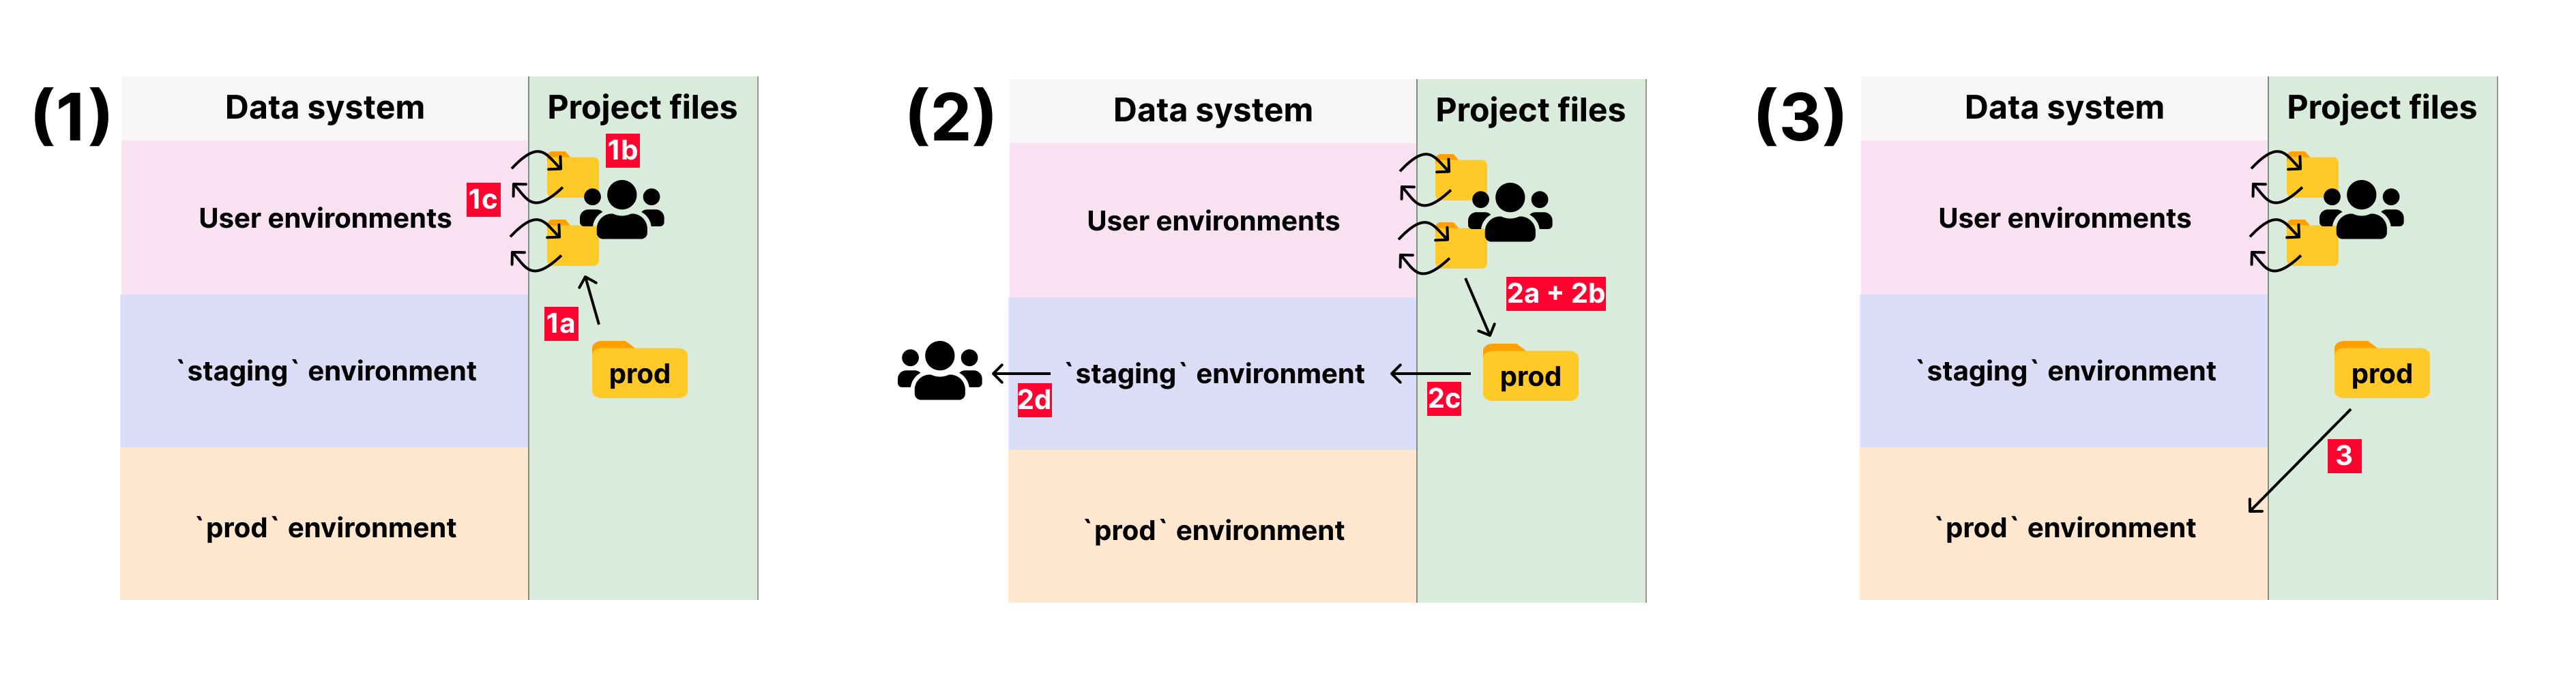 (1)
Data system
Project files
1b
1c
User environments
1a
`staging` environment
prod
`prod` environment
(2)
Data system
Project files
User environments
2a + 2b
`staging` environment
prod
2d
2c
`prod` environment
(3)
Data system
Project files
User environments
`staging` environment
prod
3
`prod` environment